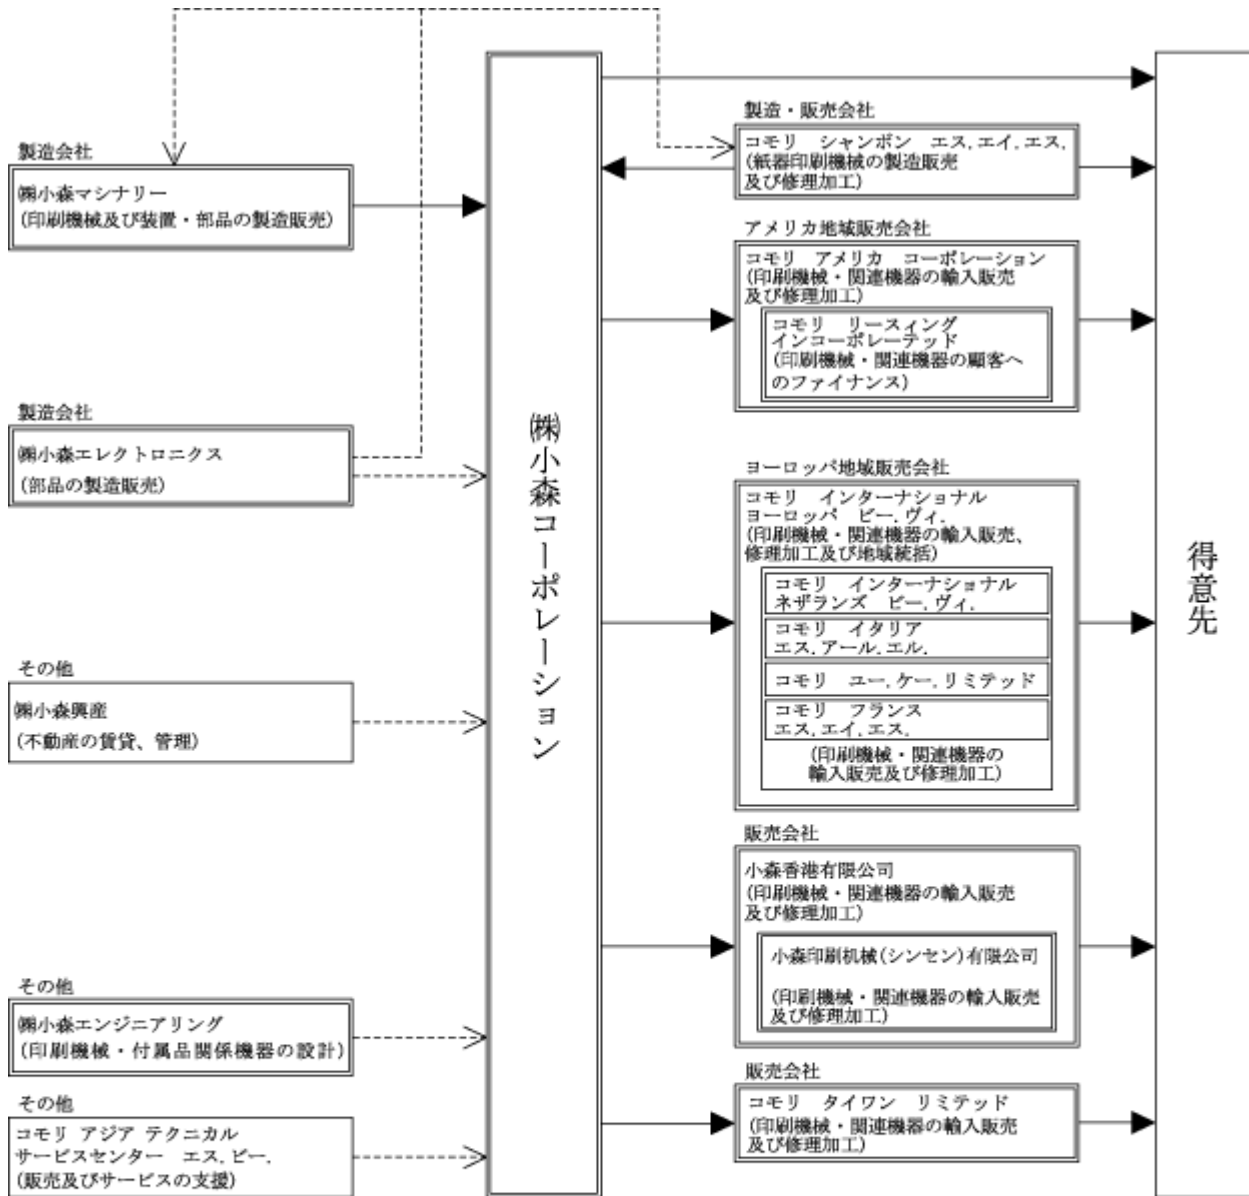 製造会社
㈱小森マシナリー
(印刷機械及び装置・部品の製造販売)
製造会社
㈱小森エレクトロニクス
(部品の製造販売)
その他
㈱小森興産
(不動産の賃貸、管理)
その他
㈱小森エンジニアリング
(印刷機械・付属品関係機器の設計)
その他
コモリ アジア テクニカル
サービスセンター エス.ピー.
(販売及びサービスの支援)
㈱小森コーポレーション
製造・販売会社
コモリ シャンボン エス.エイ.エス.
(紙器印刷機械の製造販売
及び修理加工)
アメリカ地域販売会社
コモリ アメリカ コーポレーション
(印刷機械・関連機器の輸入販売
及び修理加工)
コモリ リースィング
インコーポレーテッド
(印刷機械・関連機器の顧客へ
のファイナンス)
ヨーロッパ地域販売会社
コモリ インターナショナル
ヨーロッパ ビー.ヴィ.
(印刷機械・関連機器の輸入販売、
修理加工及び地域統括)
コモリ インターナショナル
ネザランズ ビー.ヴィ.
コモリ イタリア
エス.アール.エル.
コモリ ユー.ケー.リミテッド
コモリ フランス
エス.エイ.エス.
(印刷機械・関連機器の
輸入販売及び修理加工)
販売会社
小森香港有限公司
(印刷機械・関連機器の輸入販売
及び修理加工)
小森印刷机械(シンセン)有限公司
(印刷機械・関連機器の輸入販売
及び修理加工)
販売会社
コモリ タイワン リミテッド
(印刷機械・関連機器の輸入販売
及び修理加工)
得意先